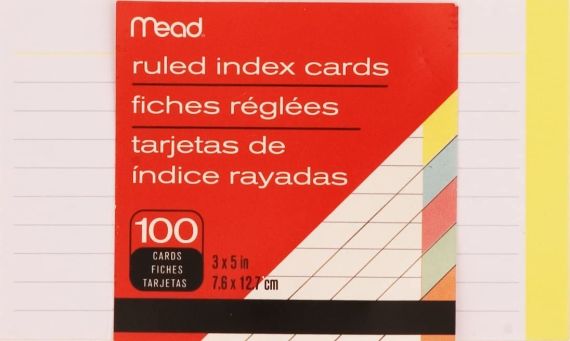 Mead
ruled index cards
fiches réglées
tarjetas de
índice rayadas
100
CARDS
FICHES
TARJETAS
3 x 5 in
7.6 x 12.7 cm